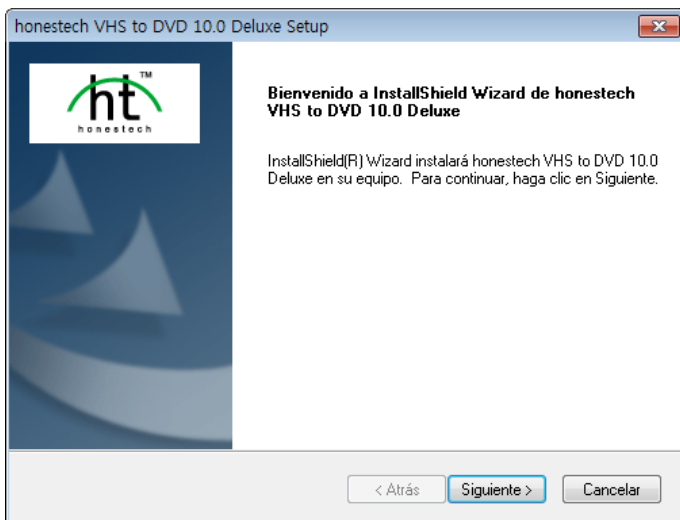 honestech VHS to DVD 10.0 Deluxe Setup
ht™
honestech
Bienvenido a InstallShield Wizard de honestech
VHS to DVD 10.0 Deluxe
InstallShield(R) Wizard instalará honestech VHS to DVD 10.0
Deluxe en su equipo. Para continuar, haga clic en Siguiente.
< Atrás
Siguiente >
Cancelar